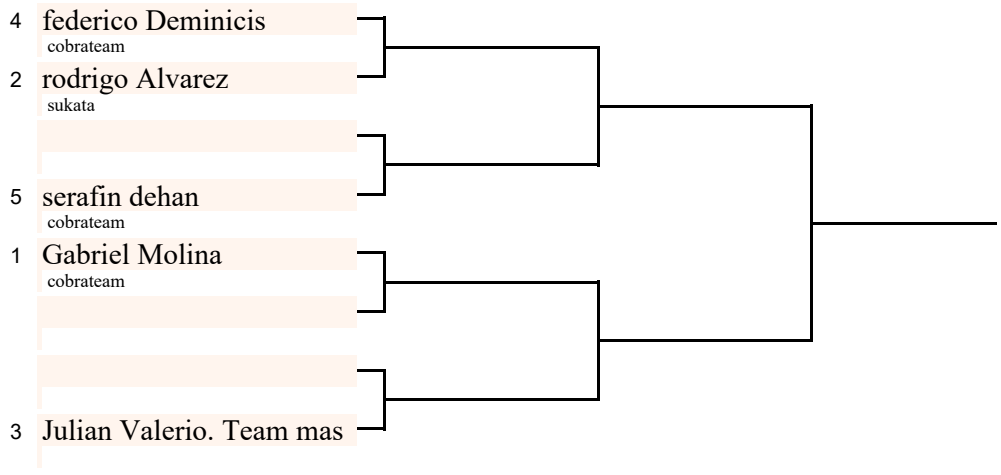 4 federico Deminicis
cobrateam
2 rodrigo Alvarez
sukata
5 serafin dehan
cobrateam
1 Gabriel Molina
cobrateam
3 Julian Valerio. Team mas